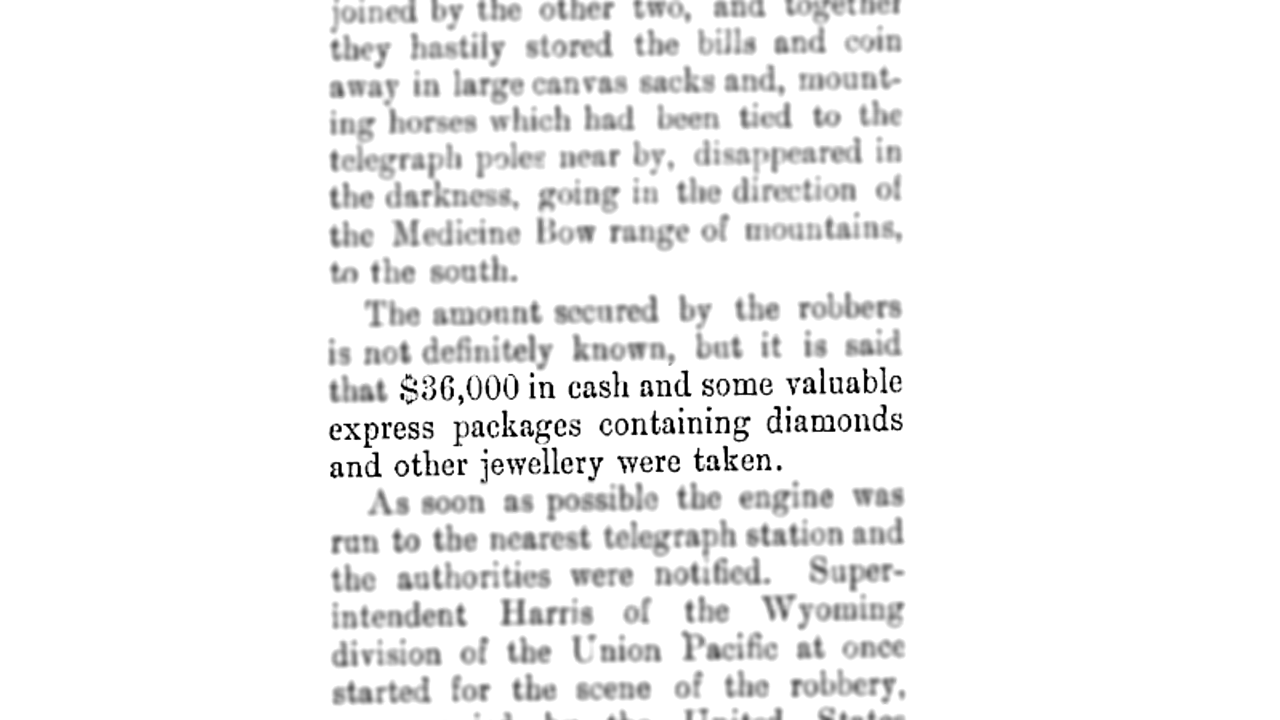 joined by the other two, and together
they hastily stored the bills and coin
away in large canvas sacks and, mount-
ing horses which had been tied to the
telegraph poles near by, disappeared in
the darkness, going in the direction of
the Medicine Bow range of mountains,
to the south.
The amount secured by the robbers
is not definitely known, but it is said
that $36,000 in cash and some valuable
express packages containing diamonds
and other jewellery were taken.
As soon as possible the engine was
run to the nearest telegraph station and
the authorities were notified. Super-
intendent Harris of the Wyoming
division of the Union Pacific at once
started for the scene of the robbery,
by the United States